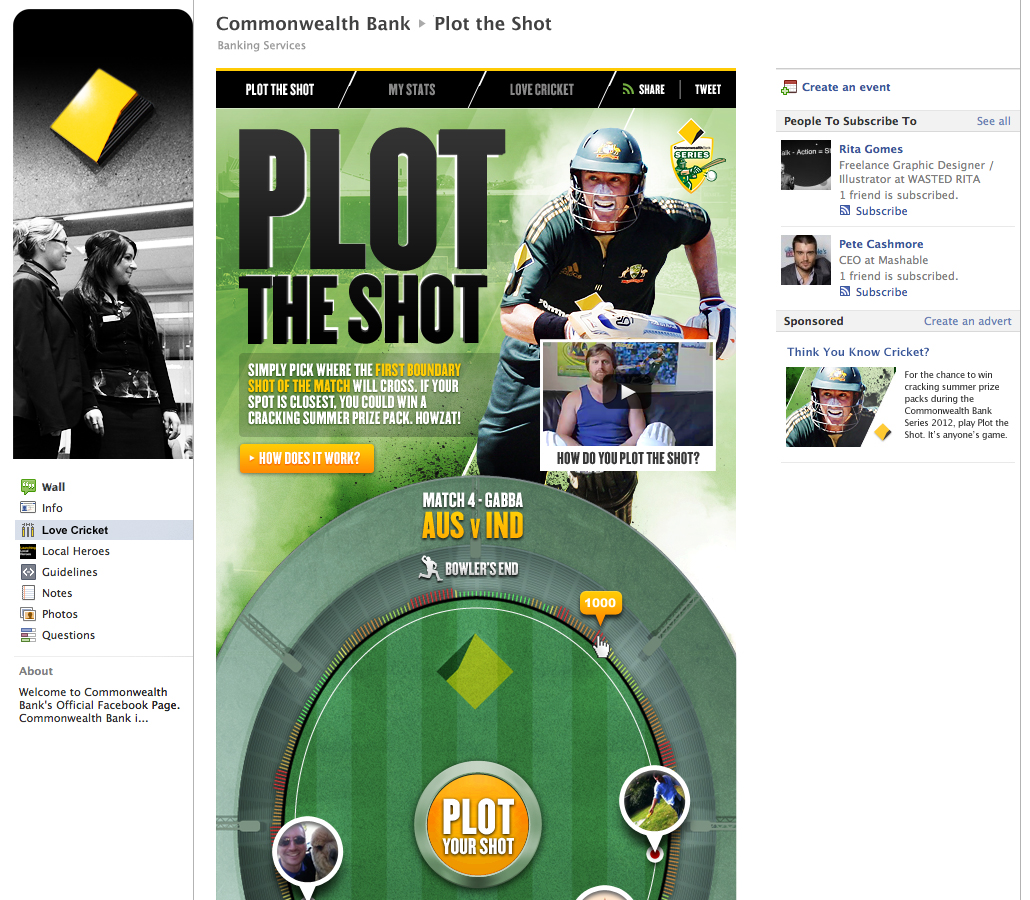 Commonwealth Bank ▸ Plot the Shot
Banking Services
PLOT THE SHOT
MY STATS
LOVE CRICKET
SHARE
TWEET
PLOT
THE SHOT
CommonwealthBank
SERIES
SIMPLY PICK WHERE THE FIRST BOUNDARY
SHOT OF THE MATCH WILL CROSS. IF YOUR
SPOT IS CLOSEST, YOU COULD WIN A
CRACKING SUMMER PRIZE PACK. HOWZAT!
HOW DOES IT WORK?
HOW DO YOU PLOT THE SHOT?
MATCH 4 - GABBA
AUS V IND
BOWLER'S END
1000
PLOT
YOUR SHOT
Wall
Info
Love Cricket
Local Heroes
Guidelines
Notes
Photos
Questions
About
Welcome to Commonwealth
Bank's Official Facebook Page.
Commonwealth Bank i...
Create an event
People To Subscribe To
See all
alk - Action = S
Rita Gomes
Freelance Graphic Designer /
Illustrator at WASTED RITA
1 friend is subscribed.
Subscribe
Pete Cashmore
CEO at Mashable
1 friend is subscribed.
Subscribe
Sponsored
Create an advert
Think You Know Cricket?
For the chance to win
cracking summer prize
packs during the
Commonwealth Bank
Series 2012, play Plot the
Shot. It's anyone's game.